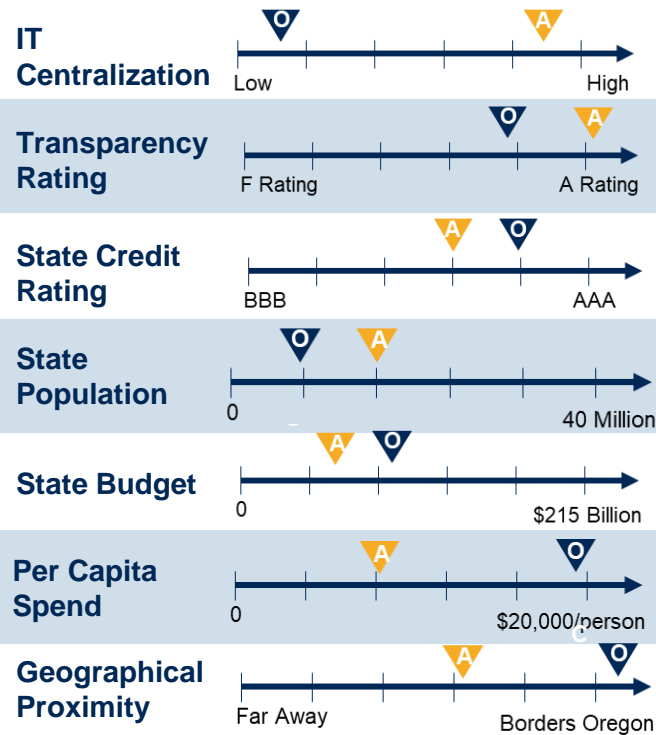 O A
IT
Centralization
Low High
O A
Transparency
Rating
F Rating A Rating
A O
State Credit
Rating
BBB AAA
O A
State
Population
0 40 Million
A O
State Budget
0 $215 Billion
A O
Per Capita
Spend
0 $20,000/person
C
A O
Geographical
Proximity
Far Away Borders Oregon